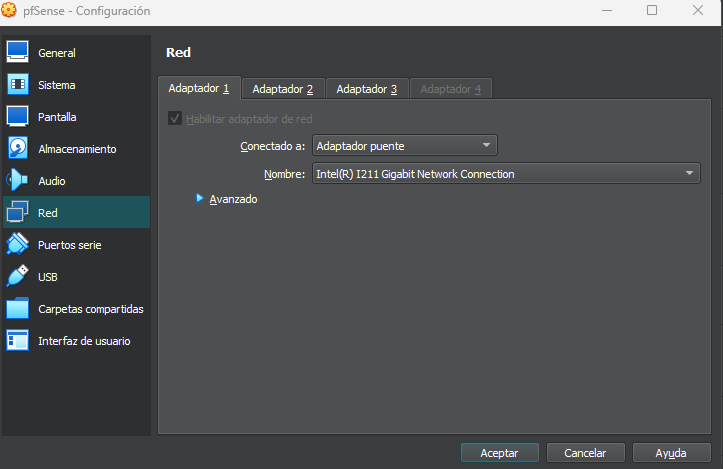 pfSense - Configuración
General
Sistema
Pantalla
Almacenamiento
Audio
Red
Puertos serie
USB
Carpetas compartidas
Interfaz de usuario
Red
Adaptador 1 Adaptador 2 Adaptador 3 Adaptador 4
Habilitar adaptador de red
Conectado a: Adaptador puente
Nombre: Intel(R) I211 Gigabit Network Connection
Avanzado
Aceptar Cancelar Ayuda